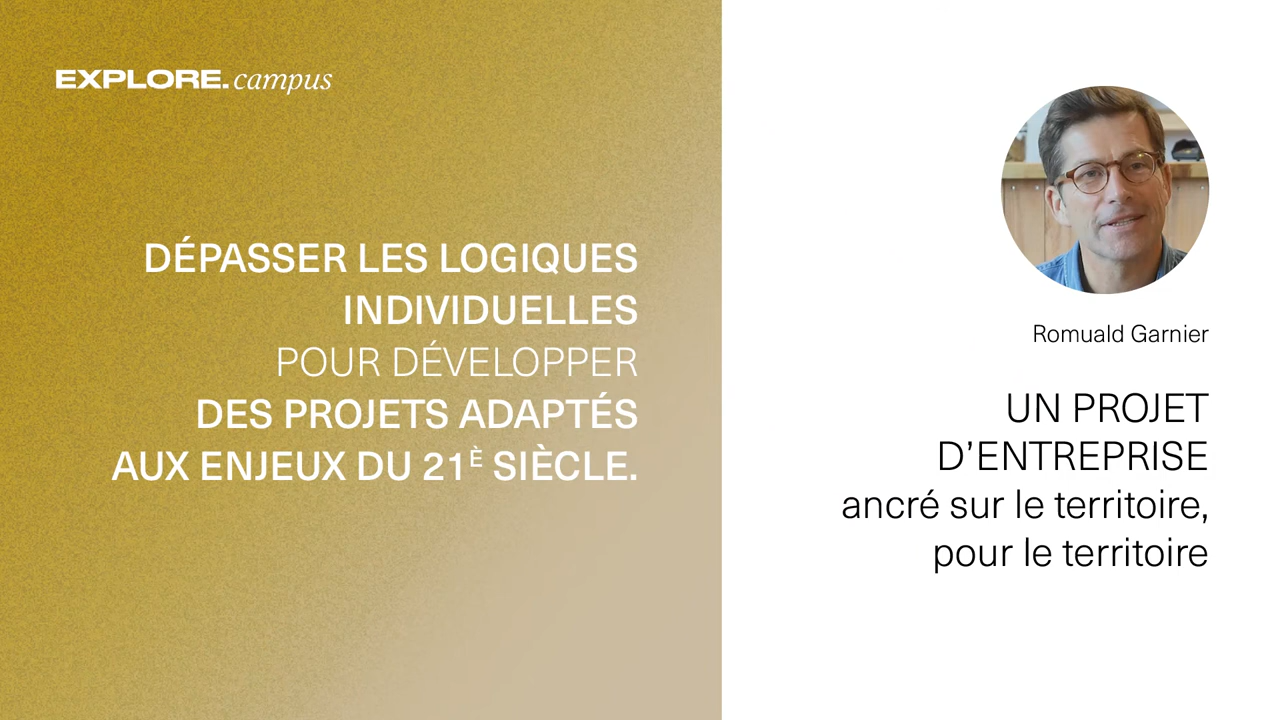 EXPLORE.campus
DÉPASSER LES LOGIQUES
INDIVIDUELLES
POUR DÉVELOPPER
DES PROJETS ADAPTÉS
AUX ENJEUX DU 21È SIÈCLE.
Romuald Garnier
UN PROJET
D’ENTREPRISE
ancré sur le territoire,
pour le territoire